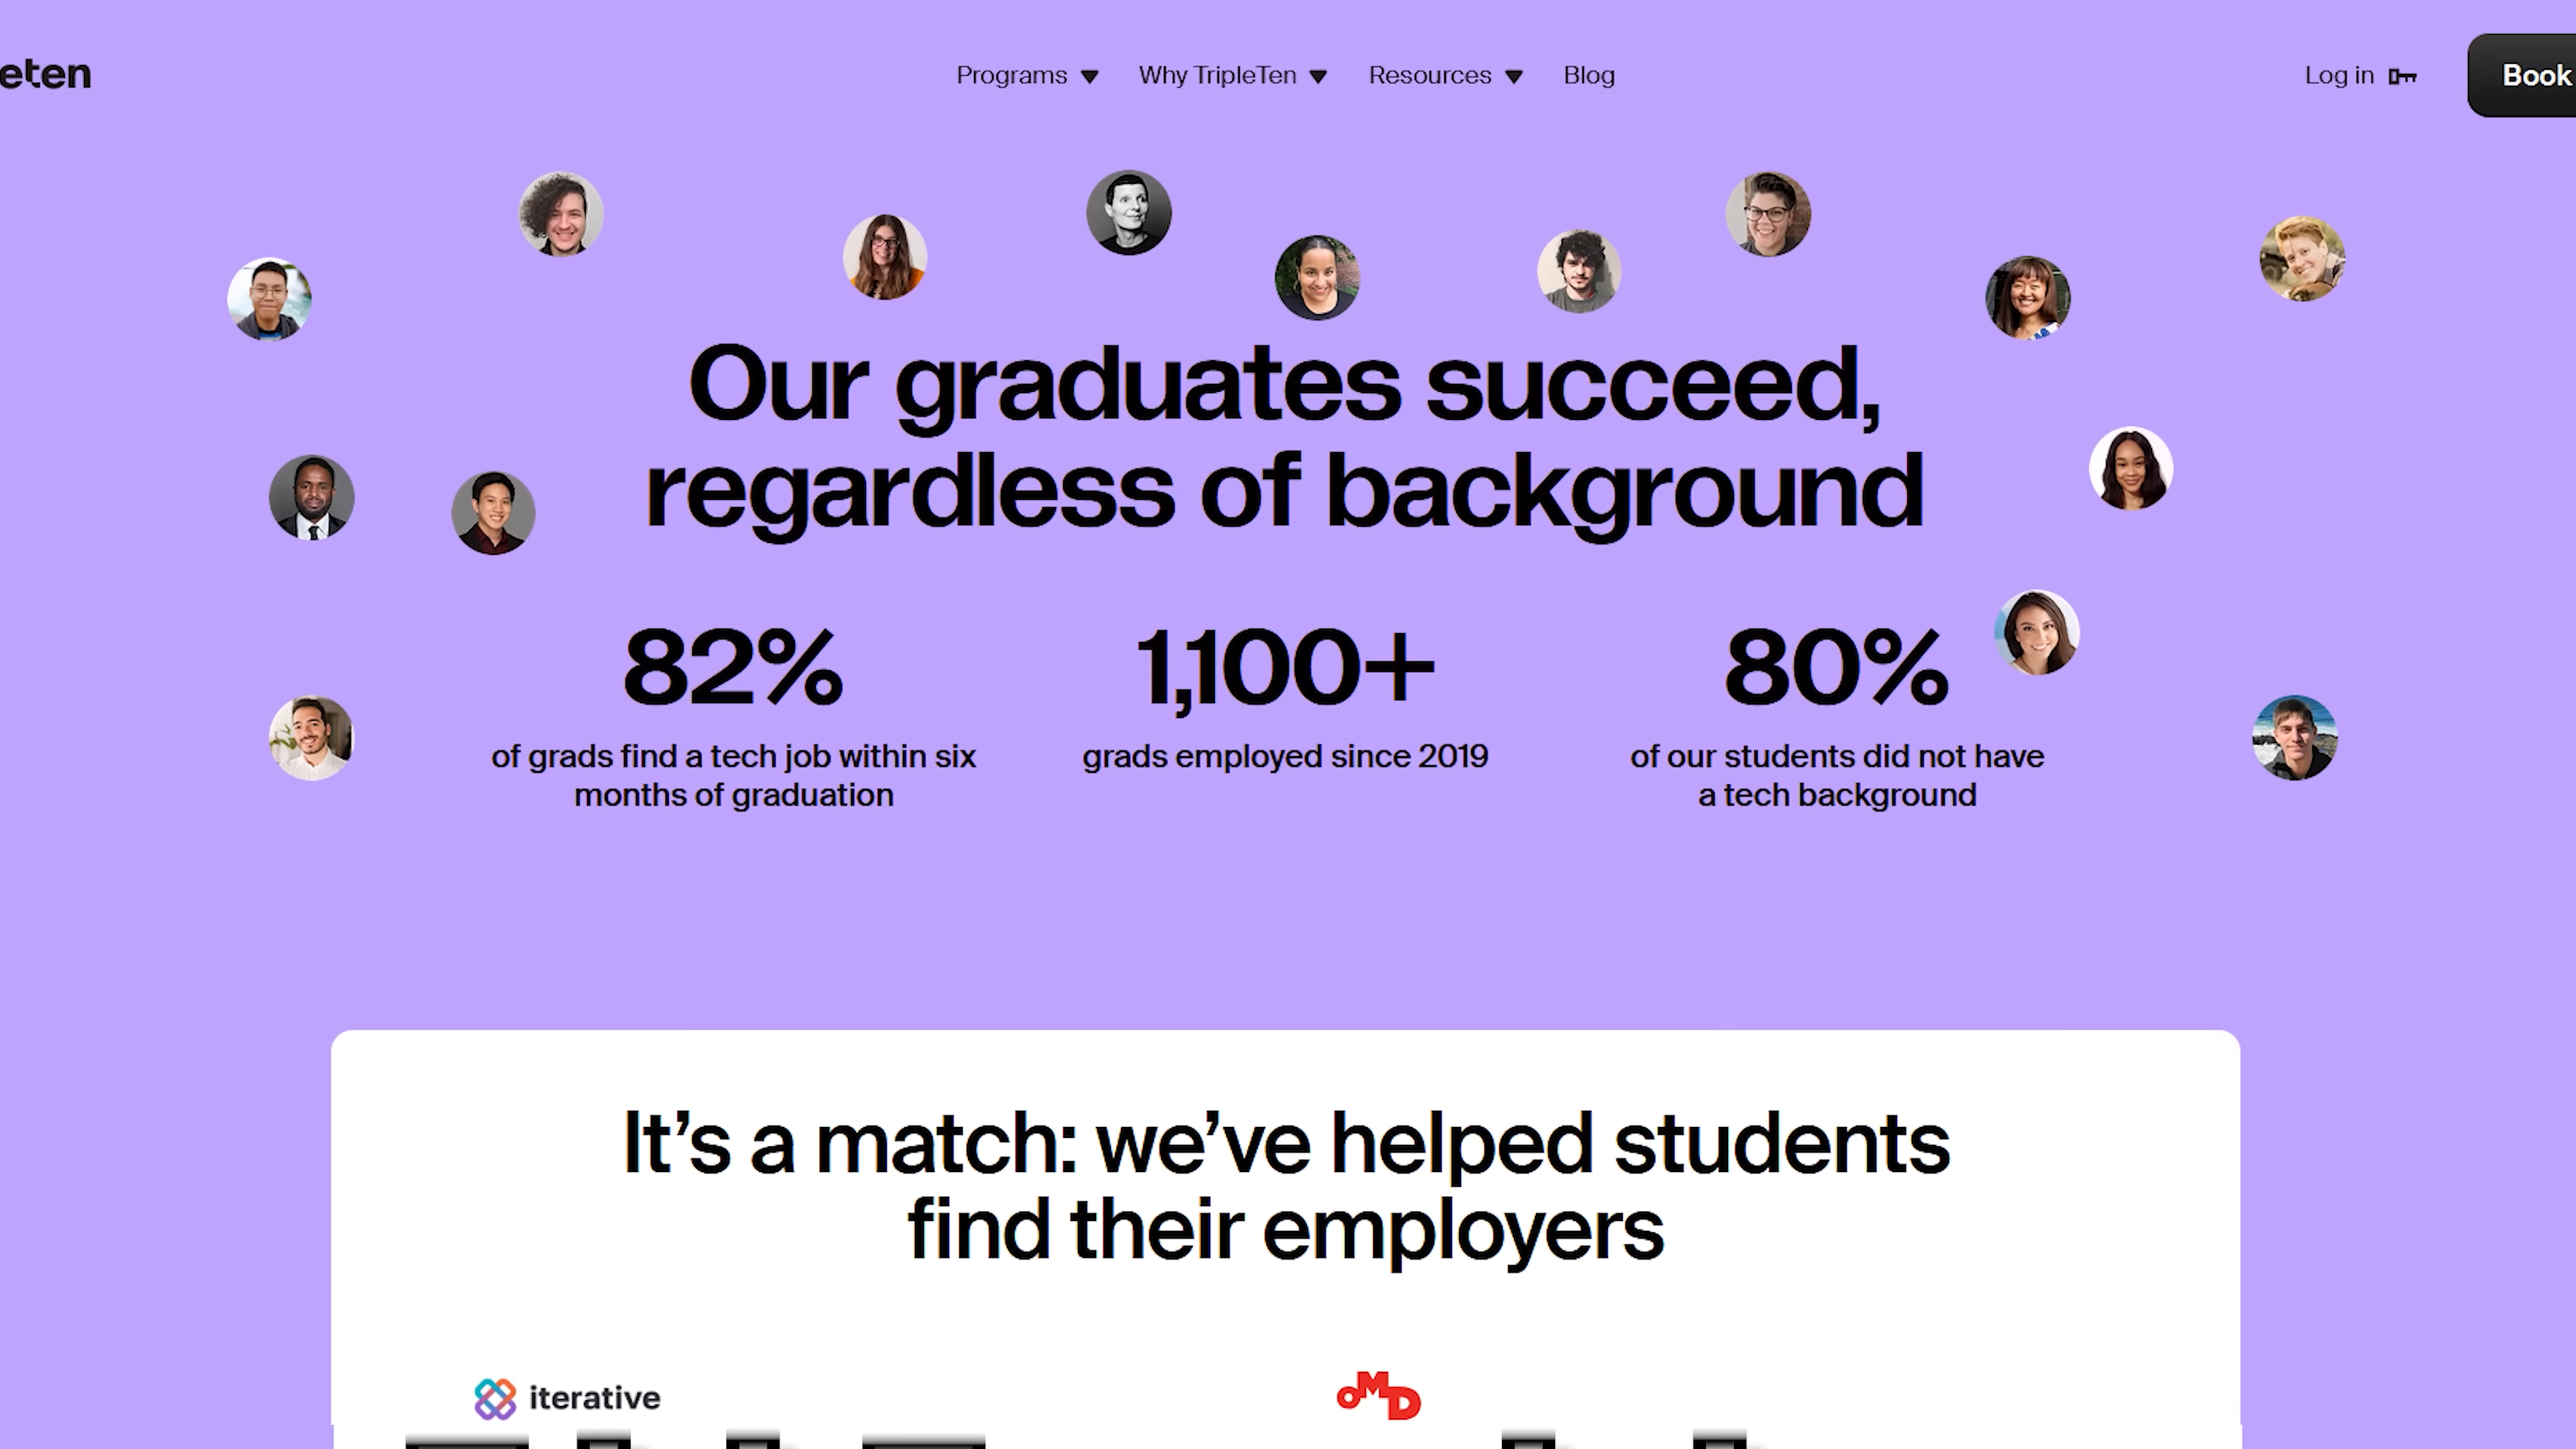 eten
Programs
Why TripleTen
Resources
Blog
Log in
Book
Our graduates succeed,
regardless of background
82%
of grads find a tech job within six
months of graduation
1,100+
grads employed since 2019
80%
of our students did not have
a tech background
It’s a match: we’ve helped students
find their employers
iterative
OMD